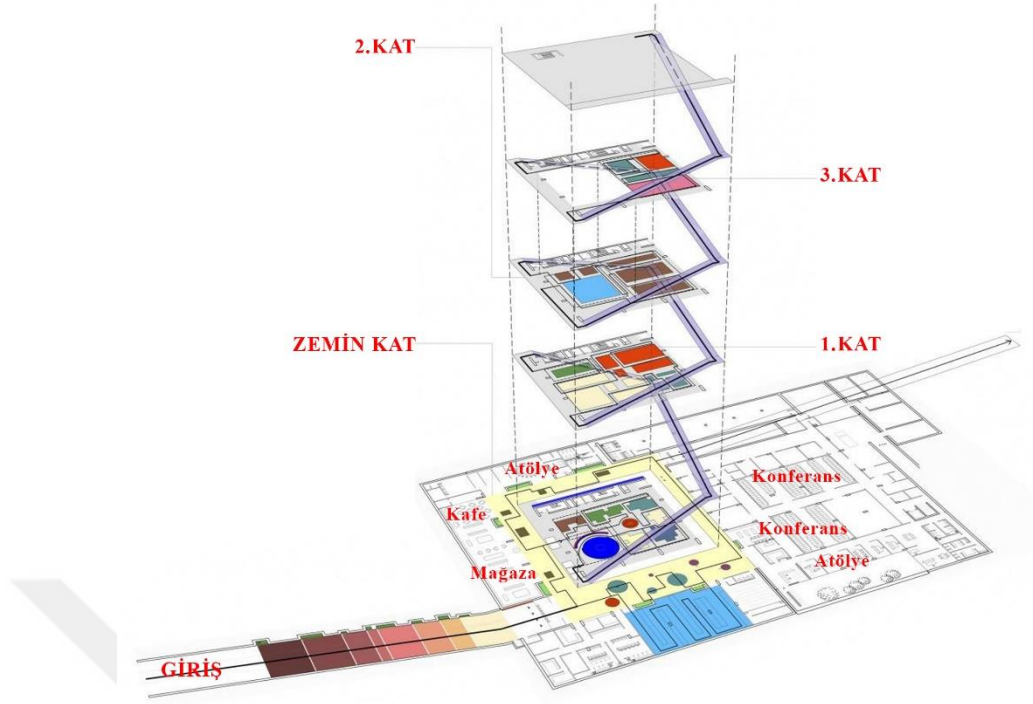 2.KAT
3.KAT
ZEMİN KAT
1.KAT
Atölye
Konferans
Kafe
Konferans
Mağaza
Atölye
GİRİŞ